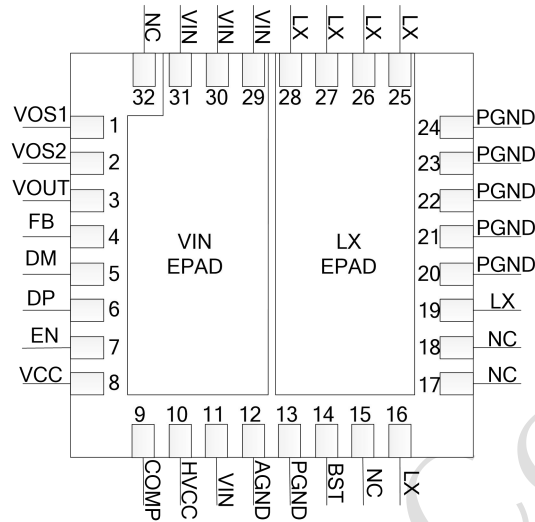 NC VIN VIN VIN LX LX LX LX
32 31 30 29 28 27 26 25
VOS1 1
VOS2 2
VOUT 3
FB 4
DM 5
DP 6
EN 7
VCC 8
VIN
EPAD
LX
EPAD
24 PGND
23 PGND
22 PGND
21 PGND
20 PGND
19 LX
18 NC
17 NC
9 10 11 12 13 14 15 16
COMP HVCC VIN AGND PGND BST NC LX